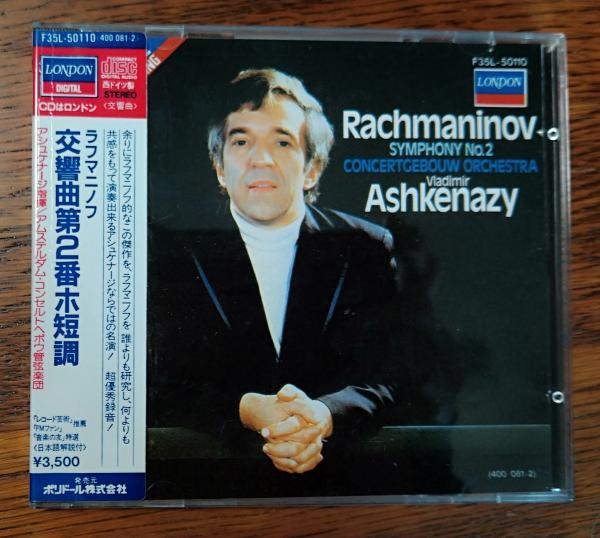 F35L-50110 400 081-2
LONDON
DIGITAL
COMPACT
disc
DIGITAL AUDIO
西ドイツ製
STEREO
CDはロンドン
〈交響曲〉
ラフマニノフ
交響曲第2番ホ短調
アシュケナージ指揮/アムステルダム・コンセルトヘボウ管弦楽団
余りにラフマニノフ的なこの傑作を、ラフマニノフを誰よりも研究し、何よりも
共感をもって演奏出来るアシュケナージならではの名演! 超優秀録音!
「レコード芸術」推薦
「FMファン」
「音楽の友」特選
〈日本語解説付〉
¥3,500
発売元
ポリドール株式会社
F35L-50110
LONDON
Rachmaninov
SYMPHONY No.2
CONCERTGEBOUW ORCHESTRA
Vladimir
Ashkenazy
(400 081-2)